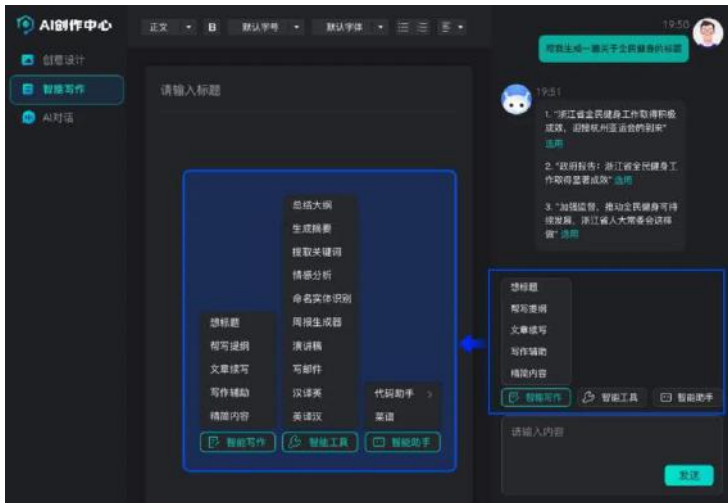 AI创作中心
创意设计
智能写作
AI对话
正文
B
默认字号
默认字体
请输入标题
总结大纲
生成摘要
提取关键词
情感分析
命名实体识别
周报生成器
演讲稿
写邮件
汉译英
英译汉
智能工具
想标题
帮写提纲
文章续写
写作辅助
精简内容
智能写作
代码助手
菜谱
智能助手
19:50
帮我生成一篇关于全民健身的标题
19:51
1. “浙江省全民健身工作取得积极
成效，迎接杭州亚运会的到来”
选用
2. “政府报告：浙江省全民健身工
作取得显著成效” 选用
3. “加强监督，推动全民健身可持
续发展，浙江省人大常委会这样
做” 选用
想标题
帮写提纲
文章续写
写作辅助
精简内容
智能写作
智能工具
智能助手
请输入内容
发送